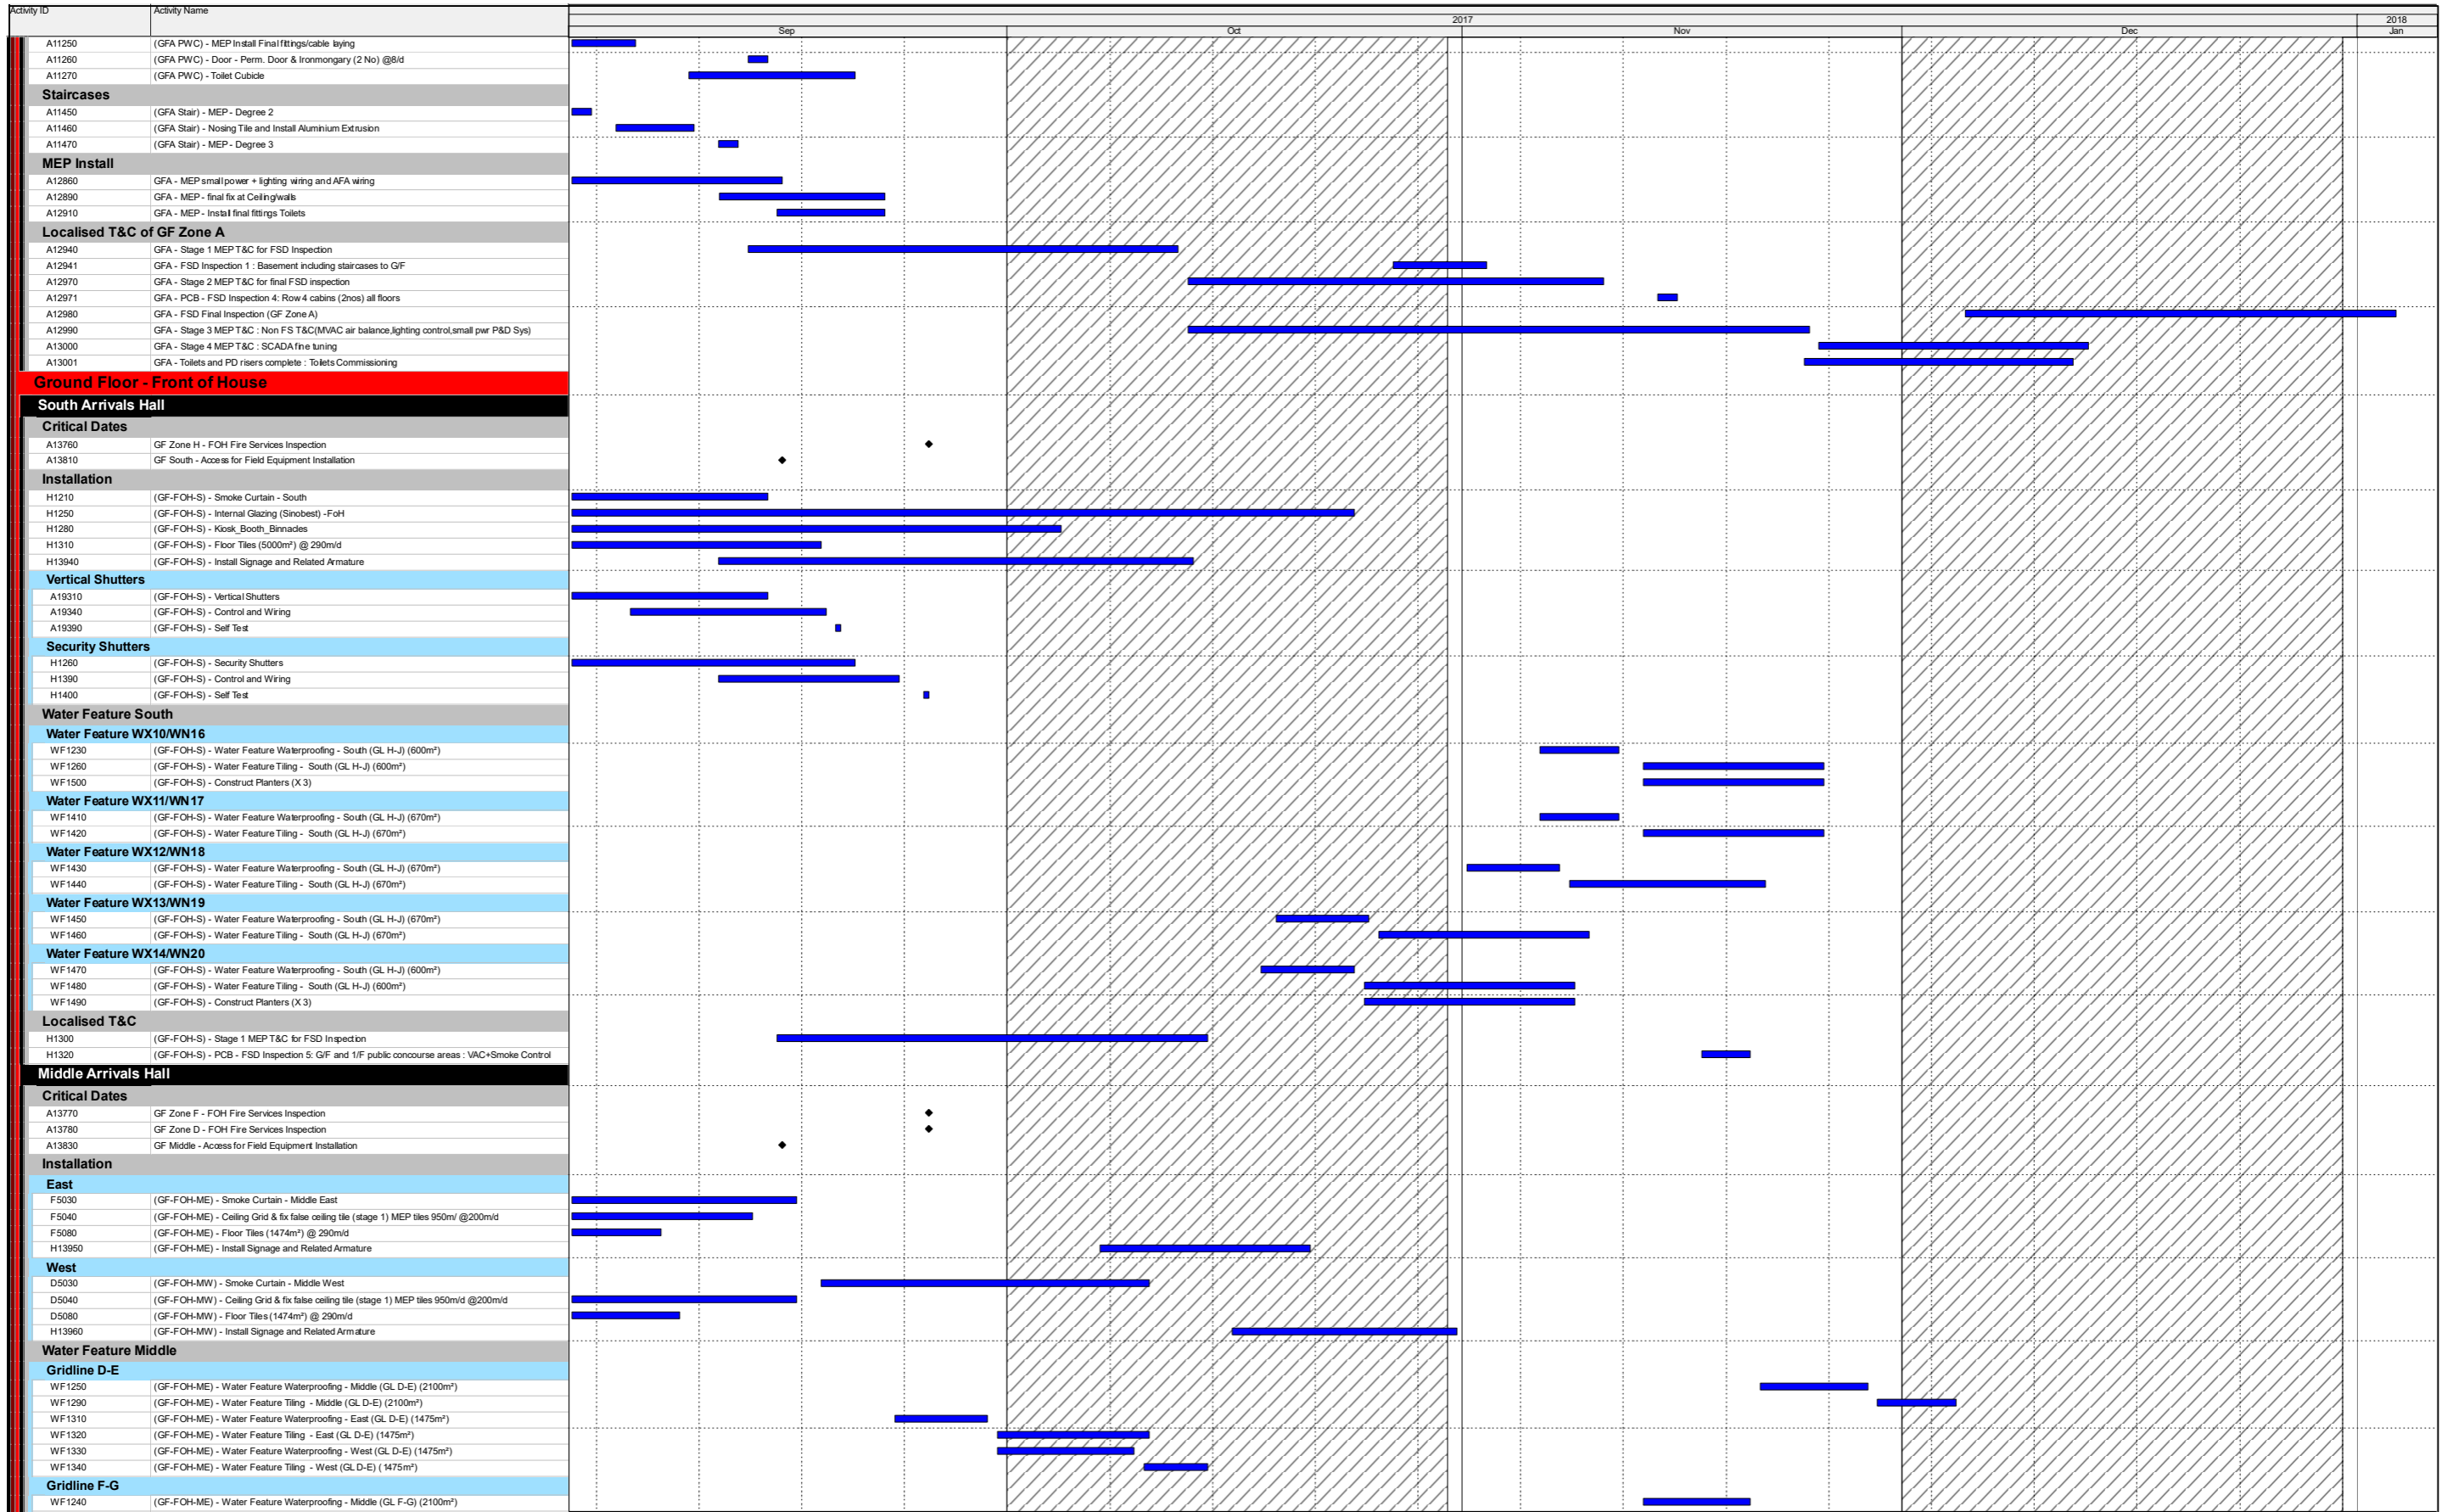 Activity ID Activity Name
2017 2018
Sep Oct Nov Dec Jan
A11250 (GFA PWC) - MEP Install Final fittings/cable laying
A11260 (GFA PWC) - Door - Perm. Door & Ironmongary (2 No) @8/d
A11270 (GFA PWC) - Toilet Cubicle
Staircases
A11450 (GFA Stair) - MEP - Degree 2
A11460 (GFA Stair) - Nosing Tile and Install Aluminium Extrusion
A11470 (GFA Stair) - MEP - Degree 3
MEP Install
A12860 GFA - MEP small power + lighting wiring and AFA wiring
A12890 GFA - MEP - final fix at Ceiling/walls
A12910 GFA - MEP - Install final fittings Toilets
Localised T&C of GF Zone A
A12940 GFA - Stage 1 MEP T&C for FSD Inspection
A12941 GFA - FSD Inspection 1 : Basement including staircases to G/F
A12970 GFA - Stage 2 MEP T&C for final FSD inspection
A12971 GFA - PCB - FSD Inspection 4: Row 4 cabins (2nos) all floors
A12980 GFA - FSD Final Inspection (GF Zone A)
A12990 GFA - Stage 3 MEP T&C : Non FS T&C(MVAC air balance,lighting control,small pwr P&D Sys)
A13000 GFA - Stage 4 MEP T&C : SCADA fine tuning
A13001 GFA - Toilets and PD risers complete : Toilets Commissioning
Ground Floor - Front of House
South Arrivals Hall
Critical Dates
A13760 GF Zone H - FOH Fire Services Inspection
A13810 GF South - Access for Field Equipment Installation
Installation
H1210 (GF-FOH-S) - Smoke Curtain - South
H1250 (GF-FOH-S) - Internal Glazing (Sinobest) -FoH
H1280 (GF-FOH-S) - Kiosk_Booth_Binnacles
H1310 (GF-FOH-S) - Floor Tiles (5000m²) @ 290m/d
H13940 (GF-FOH-S) - Install Signage and Related Armature
Vertical Shutters
A19310 (GF-FOH-S) - Vertical Shutters
A19340 (GF-FOH-S) - Control and Wiring
A19390 (GF-FOH-S) - Self Test
Security Shutters
H1260 (GF-FOH-S) - Security Shutters
H1390 (GF-FOH-S) - Control and Wiring
H1400 (GF-FOH-S) - Self Test
Water Feature South
Water Feature WX10/WN16
WF1230 (GF-FOH-S) - Water Feature Waterproofing - South (GL H-J) (600m²)
WF1260 (GF-FOH-S) - Water Feature Tiling - South (GL H-J) (600m²)
WF1500 (GF-FOH-S) - Construct Planters (X 3)
Water Feature WX11/WN17
WF1410 (GF-FOH-S) - Water Feature Waterproofing - South (GL H-J) (670m²)
WF1420 (GF-FOH-S) - Water Feature Tiling - South (GL H-J) (670m²)
Water Feature WX12/WN18
WF1430 (GF-FOH-S) - Water Feature Waterproofing - South (GL H-J) (670m²)
WF1440 (GF-FOH-S) - Water Feature Tiling - South (GL H-J) (670m²)
Water Feature WX13/WN19
WF1450 (GF-FOH-S) - Water Feature Waterproofing - South (GL H-J) (670m²)
WF1460 (GF-FOH-S) - Water Feature Tiling - South (GL H-J) (670m²)
Water Feature WX14/WN20
WF1470 (GF-FOH-S) - Water Feature Waterproofing - South (GL H-J) (600m²)
WF1480 (GF-FOH-S) - Water Feature Tiling - South (GL H-J) (600m²)
WF1490 (GF-FOH-S) - Construct Planters (X 3)
Localised T&C
H1300 (GF-FOH-S) - Stage 1 MEP T&C for FSD Inspection
H1320 (GF-FOH-S) - PCB - FSD Inspection 5: G/F and 1/F public concourse areas : VAC+Smoke Control
Middle Arrivals Hall
Critical Dates
A13770 GF Zone F - FOH Fire Services Inspection
A13780 GF Zone D - FOH Fire Services Inspection
A13830 GF Middle - Access for Field Equipment Installation
Installation
East
F5030 (GF-FOH-ME) - Smoke Curtain - Middle East
F5040 (GF-FOH-ME) - Ceiling Grid & fix false ceiling tile (stage 1) MEP tiles 950m/ @200m/d
F5080 (GF-FOH-ME) - Floor Tiles (1474m²) @ 290m/d
H13950 (GF-FOH-ME) - Install Signage and Related Armature
West
D5030 (GF-FOH-MW) - Smoke Curtain - Middle West
D5040 (GF-FOH-MW) - Ceiling Grid & fix false ceiling tile (stage 1) MEP tiles 950m/d @200m/d
D5080 (GF-FOH-MW) - Floor Tiles (1474m²) @ 290m/d
H13960 (GF-FOH-MW) - Install Signage and Related Armature
Water Feature Middle
Gridline D-E
WF1250 (GF-FOH-ME) - Water Feature Waterproofing - Middle (GL D-E) (2100m²)
WF1290 (GF-FOH-ME) - Water Feature Tiling - Middle (GL D-E) (2100m²)
WF1310 (GF-FOH-ME) - Water Feature Waterproofing - East (GL D-E) (1475m²)
WF1320 (GF-FOH-ME) - Water Feature Tiling - East (GL D-E) (1475m²)
WF1330 (GF-FOH-ME) - Water Feature Waterproofing - West (GL D-E) (1475m²)
WF1340 (GF-FOH-ME) - Water Feature Tiling - West (GL D-E) (1475m²)
Gridline F-G
WF1240 (GF-FOH-ME) - Water Feature Waterproofing - Middle (GL F-G) (2100m²)